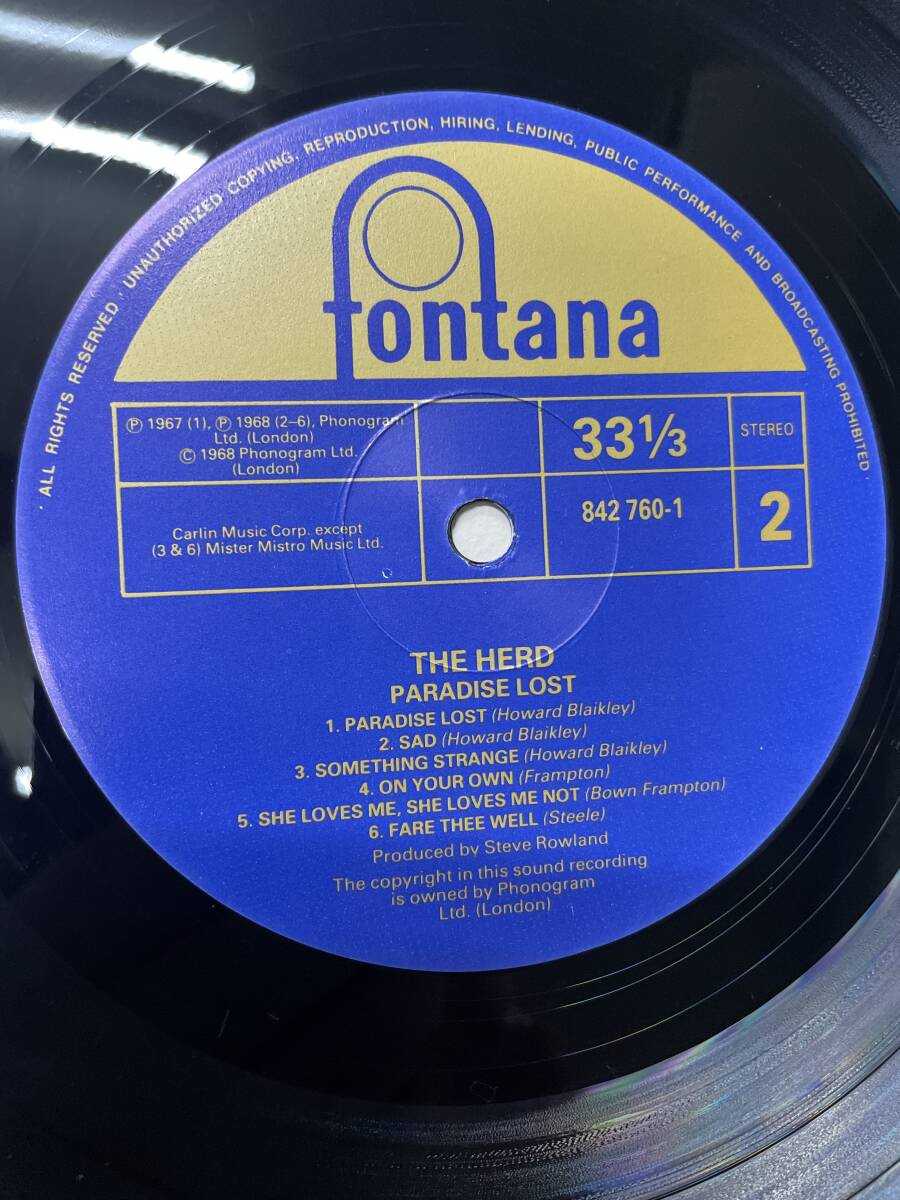 · ALL RIGHTS RESERVED · UNAUTHORIZED COPYING, REPRODUCTION, HIRING, LENDING, PUBLIC PERFORMANCE AND BROADCASTING PROHIBITED ·
fontana
℗ 1967 (1), ℗ 1968 (2–6), Phonogram
Ltd. (London)
© 1968 Phonogram Ltd.
(London)
33 1/3
STEREO
Carlin Music Corp. except
(3 & 6) Mister Mistro Music Ltd.
842 760-1
2
THE HERD
PARADISE LOST
1. PARADISE LOST (Howard Blaikley)
2. SAD (Howard Blaikley)
3. SOMETHING STRANGE (Howard Blaikley)
4. ON YOUR OWN (Frampton)
5. SHE LOVES ME, SHE LOVES ME NOT (Bown Frampton)
6. FARE THEE WELL (Steele)
Produced by Steve Rowland
The copyright in this sound recording
is owned by Phonogram
Ltd. (London)